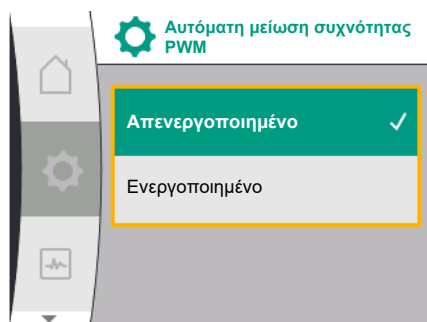 Αυτόματη μείωση συχνότητας
PWM
Απενεργοποιημένο
Ενεργοποιημένο